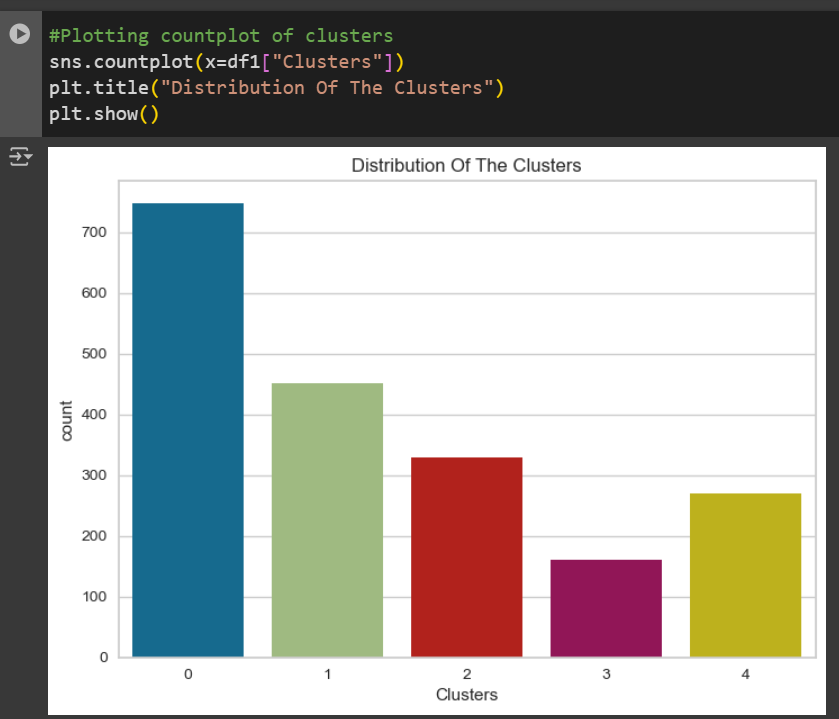 #Plotting countplot of clusters
sns.countplot(x=df1["Clusters"])
plt.title("Distribution Of The Clusters")
plt.show()
Distribution Of The Clusters
700
600
500
400
300
200
100
0
count
0 1 2 3 4
Clusters